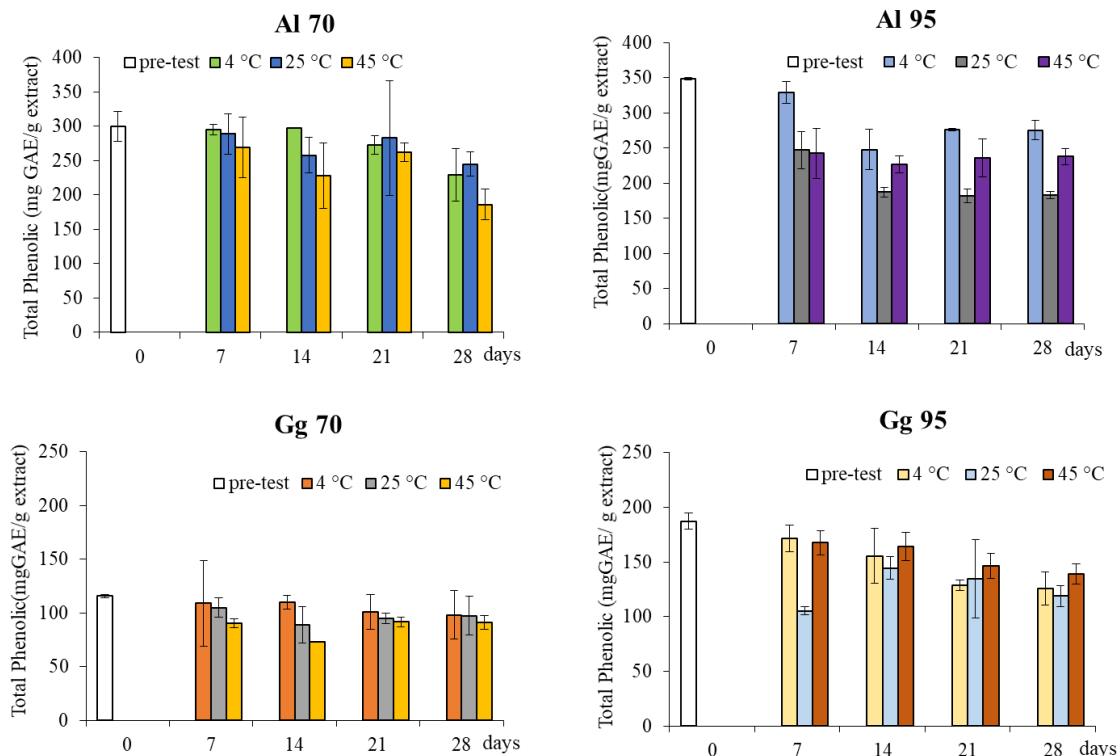 Al 70
Total Phenolic (mg GAE/g extract)
400
350
300
250
200
150
100
50
0
pre-test 4 °C 25 °C 45 °C
0 7 14 21 28 days
Al 95
Total Phenolic(mgGAE/g extract)
400
350
300
250
200
150
100
50
0
pre-test 4 °C 25 °C 45 °C
0 7 14 21 28 days
Gg 70
Total Phenolic(mgGAE/g extract)
250
200
150
100
50
0
pre-test 4 °C 25 °C 45 °C
0 7 14 21 28 days
Gg 95
Total Phenolic (mgGAE/ g extract)
250
200
150
100
50
0
pre-test 4 °C 25 °C 45 °C
0 7 14 21 28 days